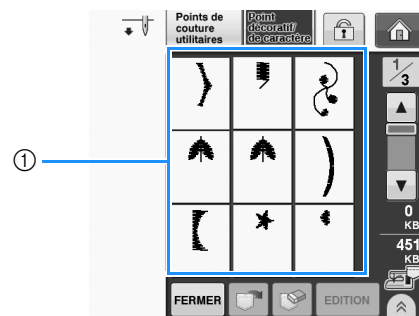 Points de
couture
utilitaires
Point
décoratif/
de caractère
1/3
①
0
KB
451
KB
FERMER
EDITION